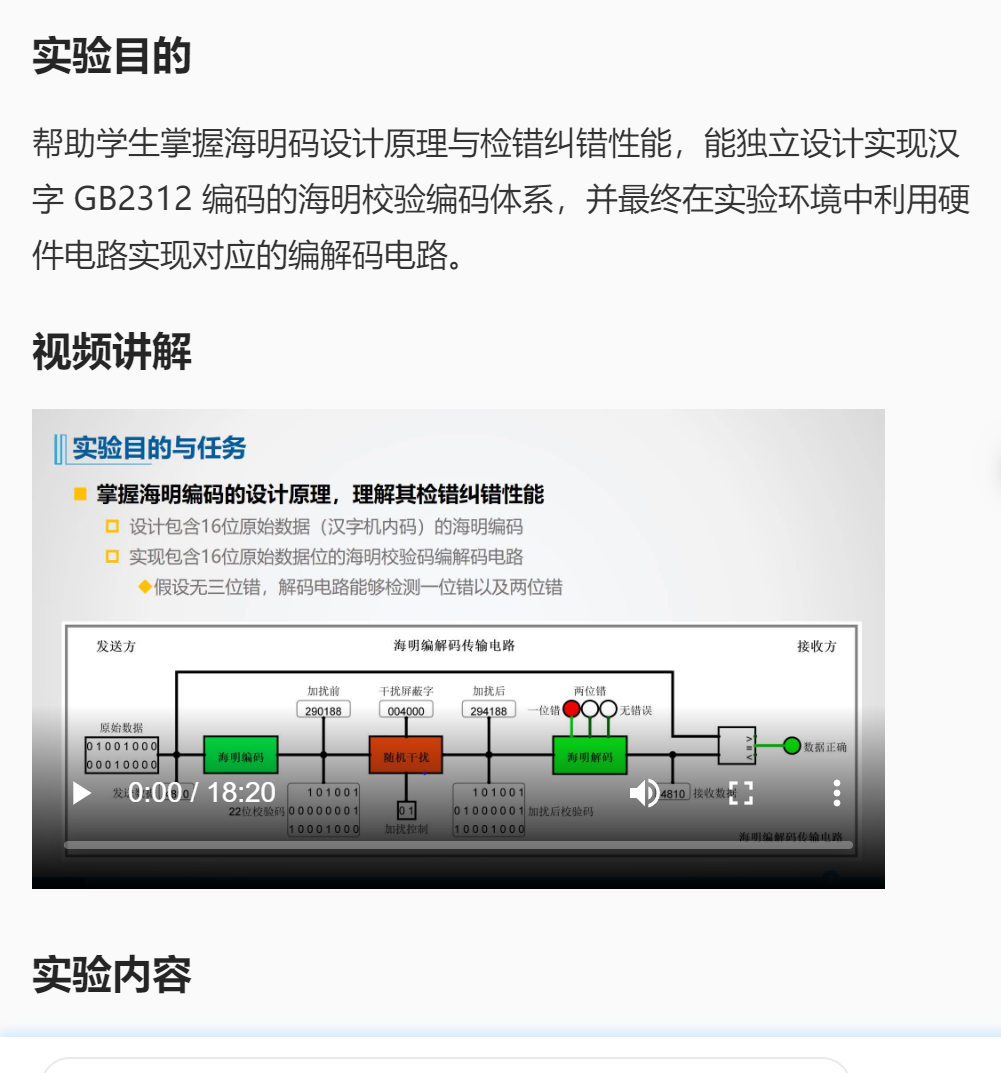 实验目的
帮助学生掌握海明码设计原理与检错纠错性能，能独立设计实现汉
字 GB2312 编码的海明校验编码体系，并最终在实验环境中利用硬
件电路实现对应的编解码电路。
视频讲解
实验目的与任务
掌握海明编码的设计原理，理解其检错纠错性能
设计包含16位原始数据（汉字机内码）的海明编码
实现包含16位原始数据位的海明校验码编解码电路
假设无三位错，解码电路能够检测一位错以及两位错
发送方 海明编解码传输电路 接收方
加扰前 干扰屏蔽字 加扰后 两位错
290188 004000 294188 一位错 无错误
原始数据
01001000
00010000
海明编码 随机干扰 海明解码 > = < 数据正确
0:00 / 18:20
4810 接收数据
22位校验码 101001
00000001
10001000
01
加扰控制
101001
01000001 加扰后校验码
10001000
海明编解码传输电路
实验内容